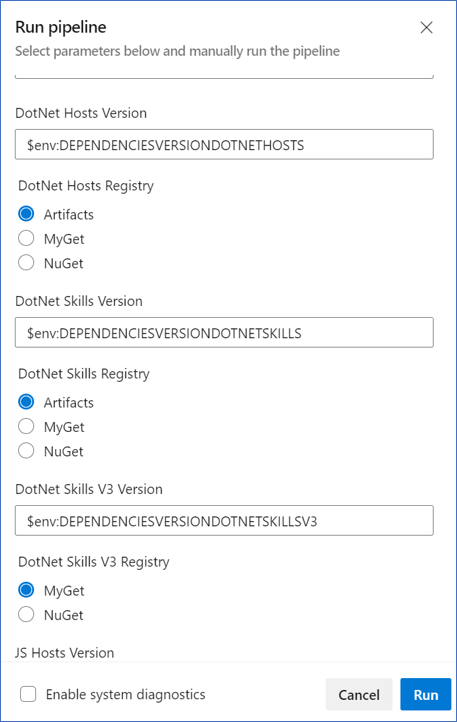 Run pipeline
Select parameters below and manually run the pipeline
DotNet Hosts Version
$env:DEPENDENCIESVERSIONDOTNETHOSTS
DotNet Hosts Registry
Artifacts
MyGet
NuGet
DotNet Skills Version
$env:DEPENDENCIESVERSIONDOTNETSKILLS
DotNet Skills Registry
Artifacts
MyGet
NuGet
DotNet Skills V3 Version
$env:DEPENDENCIESVERSIONDOTNETSKILLSV3
DotNet Skills V3 Registry
MyGet
NuGet
JS Hosts Version
Enable system diagnostics
Cancel
Run